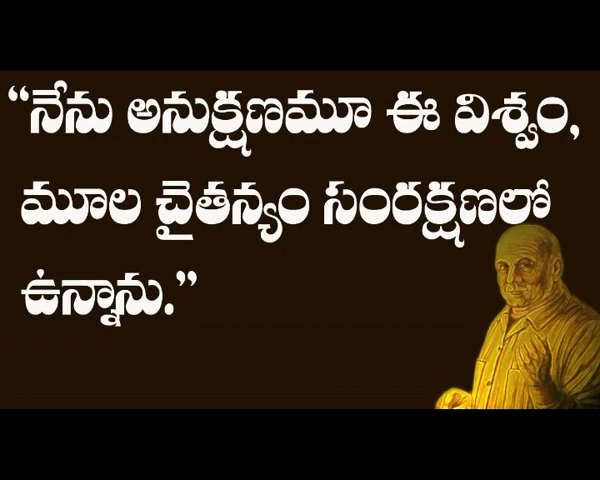 “నేను అనుక్షణమూ ఈ విశ్వం,
మూల చైతన్యం సంరక్షణలో
ఉన్నాను.”